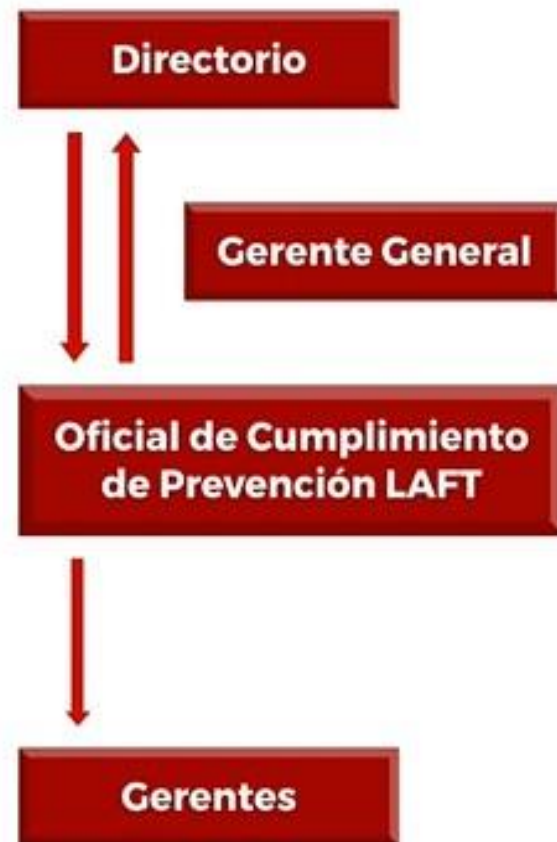 Directorio
Gerente General
Oficial de Cumplimiento
de Prevención LAFT
Gerentes